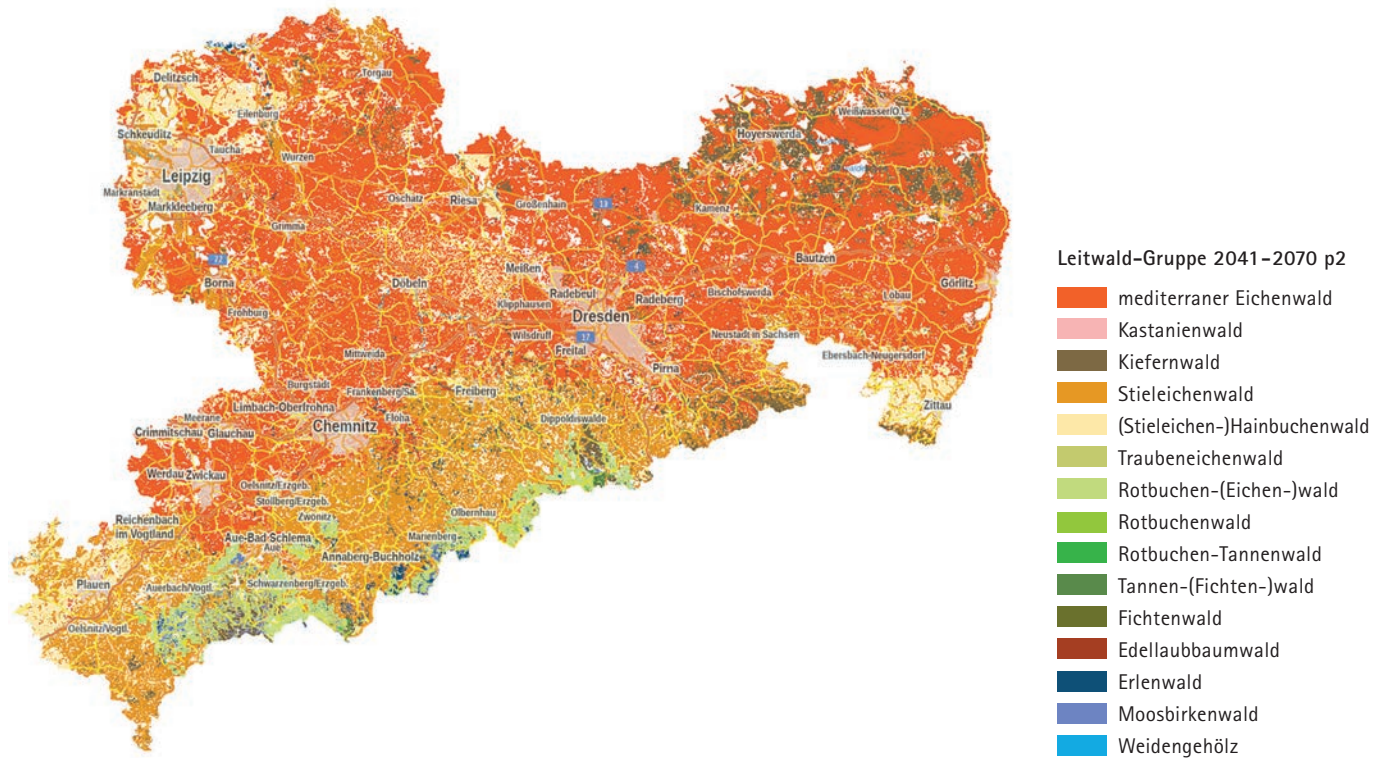 Torgau
Delitzsch
Eilenburg
Weißwasser/O.L.
Hoyerswerda
Schkeuditz
Taucha
Wurzen
Leipzig
Markranstädt
Markkleeberg
Oschatz
Riesa
Großenhain
13
Kamenz
Grimma
72
Borna
Meißen
4
Bautzen
Döbeln
Radebeul
Radeberg
Bischofswerda
Löbau
Görlitz
Klipphausen
Frohburg
Dresden
Wilsdruff
17
Neustadt in Sachsen
Mittweida
Freital
Ebersbach-Neugersdorf
Pirna
Burgstädt
Frankenberg/Sa.
Freiberg
Limbach-Oberfrohna
Zittau
Meerane
Flöha
Dippoldiswalde
Chemnitz
Crimmitschau
Glauchau
Werdau
Zwickau
Oelsnitz/Erzgeb.
Stollberg/Erzgeb.
Zwönitz
Olbernhau
Reichenbach
im Vogtland
Aue-Bad Schlema
Aue
Marienberg
Annaberg-Buchholz
Plauen
Auerbach/Vogtl.
Schwarzenberg/Erzgeb.
Oelsnitz/Vogtl.
Leitwald-Gruppe 2041–2070 p2
mediterraner Eichenwald
Kastanienwald
Kiefernwald
Stieleichenwald
(Stieleichen-)Hainbuchenwald
Traubeneichenwald
Rotbuchen-(Eichen-)wald
Rotbuchenwald
Rotbuchen-Tannenwald
Tannen-(Fichten-)wald
Fichtenwald
Edellaubbaumwald
Erlenwald
Moosbirkenwald
Weidengehölz